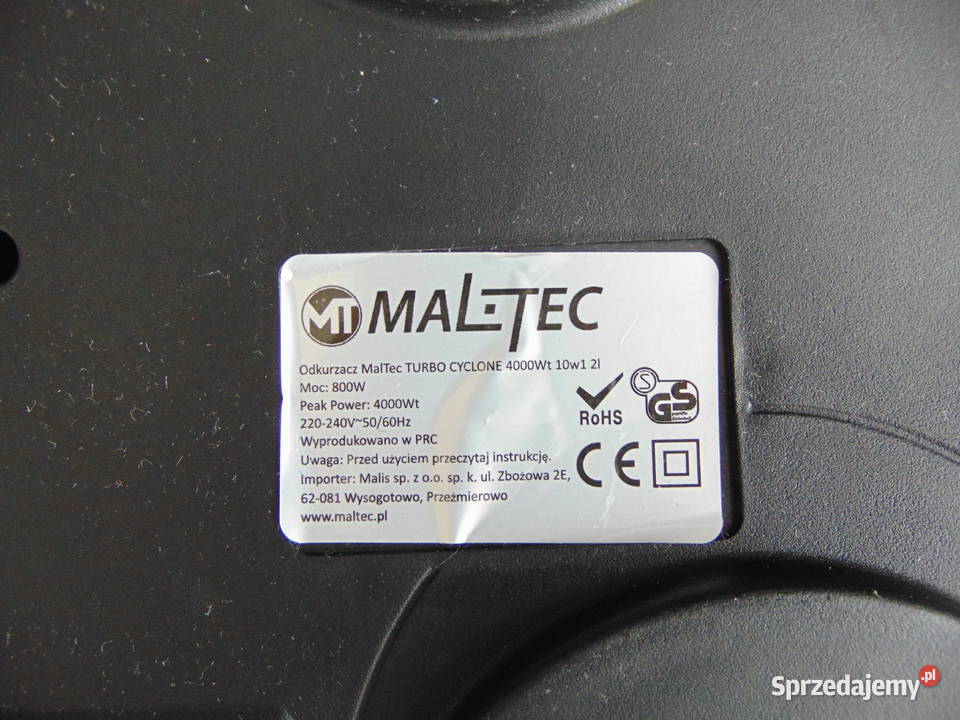 MT MALTEC
Odkurzacz MalTec TURBO CYCLONE 4000Wt 10w1 2l
Moc: 800W
Peak Power: 4000Wt
220-240V~50/60Hz
Wyprodukowano w PRC
Uwaga: Przed użyciem przeczytaj instrukcję.
Importer: Malis sp. z o.o. sp. k. ul. Zbożowa 2E,
62-081 Wysogotowo, Przeźmierowo
www.maltec.pl
RoHS
S GS
CE
Sprzedajemy.pl